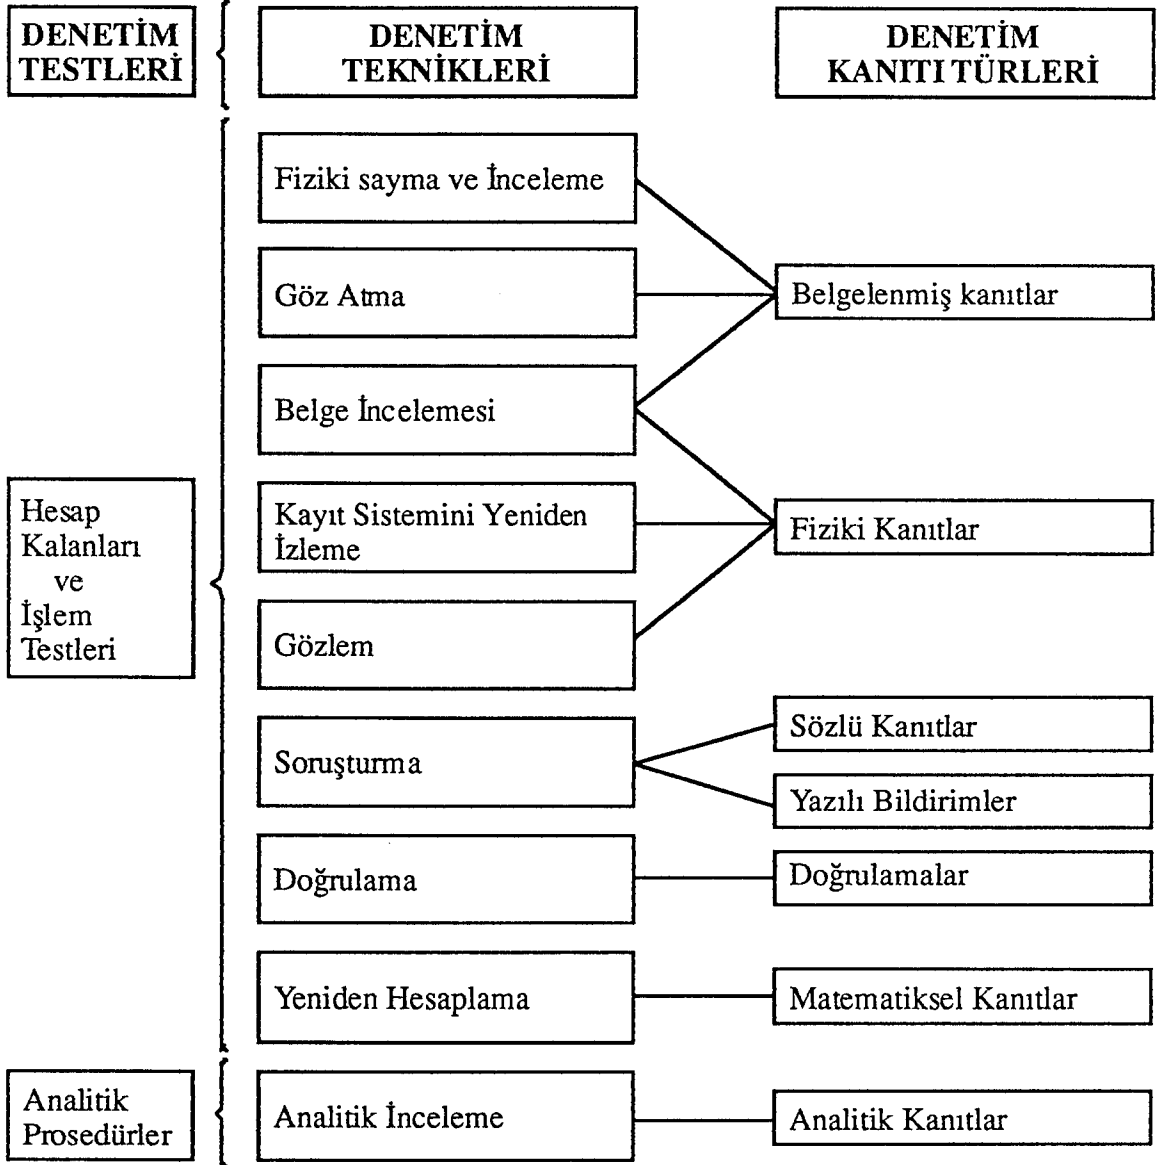 DENETİM
TESTLERİ
DENETİM
TEKNİKLERİ
DENETİM
KANITI TÜRLERİ
Fiziki sayma ve İnceleme
Göz Atma
Belgelenmiş kanıtlar
Belge İncelemesi
Hesap
Kalanları
ve
İşlem
Testleri
Kayıt Sistemini Yeniden
İzleme
Fiziki Kanıtlar
Gözlem
Soruşturma
Sözlü Kanıtlar
Yazılı Bildirimler
Doğrulama
Doğrulamalar
Yeniden Hesaplama
Matematiksel Kanıtlar
Analitik
Prosedürler
Analitik İnceleme
Analitik Kanıtlar